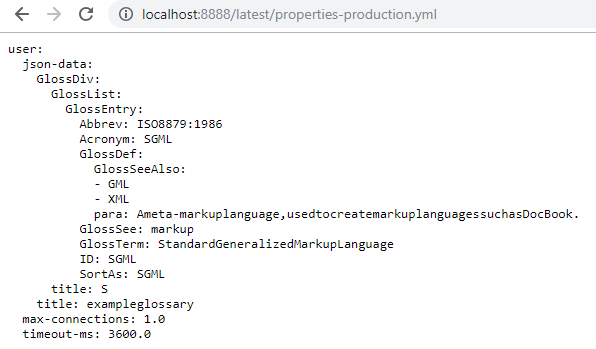 localhost:8888/latest/properties-production.yml
user:
  json-data:
    GlossDiv:
      GlossList:
        GlossEntry:
          Abbrev: ISO8879:1986
          Acronym: SGML
          GlossDef:
            GlossSeeAlso:
            - GML
            - XML
            para: Ameta-markuplanguage,usedtocreatemarkuplanguagessuchasDocBook.
          GlossSee: markup
          GlossTerm: StandardGeneralizedMarkupLanguage
          ID: SGML
          SortAs: SGML
      title: S
    title: exampleglossary
  max-connections: 1.0
  timeout-ms: 3600.0